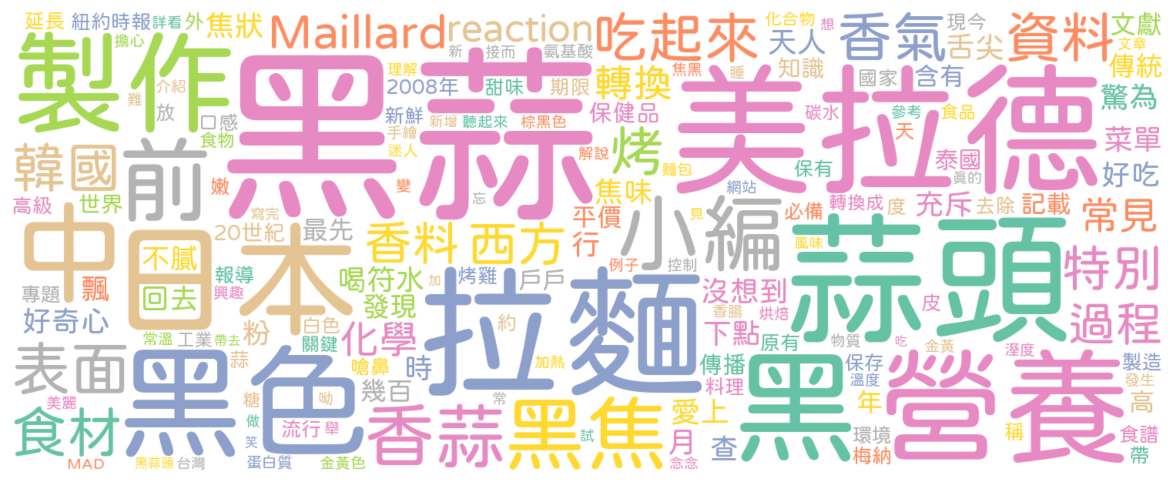 延長 紐約時報 詳看 外 焦狀 Maillard reaction 吃起來 化合物 想 香氣 現今 資料 文獻
擔心 新 接而 氨基酸 天人 舌尖 文章
製作 黑蒜 理解 焦黑 睡 知識 美拉德 傳統
介紹 2008年 甜味 期限 轉換 國家 含有 驚為
難 放 口感 新鮮 手繪 新增 聽起來 棕黑色 保健品 碳水 參考 食品
食物 迷人 解說 烤 麵包 天 菜單
韓國 前 嫩 變 焦味 保有 泰國 好吃
高級 世界 忘 網站 真的
寫完 平價 小編 必備 轉換成 度 充斥 去除 記載 常見
中 日本 20世紀 最先 香料 西方 行 見 風味
不膩 報導 喝符水 烤雞 戶戶 例子 控制 蒜頭 特別
專題 飄 回去 興趣 發現 加 拉麵 沒想到 皮
好奇心 常溫 工業 帶去 粉 白色 約 香腸 烘焙 過程
關鍵 化學 下點 原有 物質 吃 金黃 溼度
表面 黑色 蒜 嗆鼻 時 加熱 傳播 黑 保存 營養 製造
美麗 糖 呦 幾百 常 料理 溫度 發生
食材 做 流行 舉 香蒜 黑焦 愛上 年 高
笑 試 月 查 環境 稱 食譜
MAD 黑蒜頭 台灣 蛋白質 金黃色 念念 梅納 帶